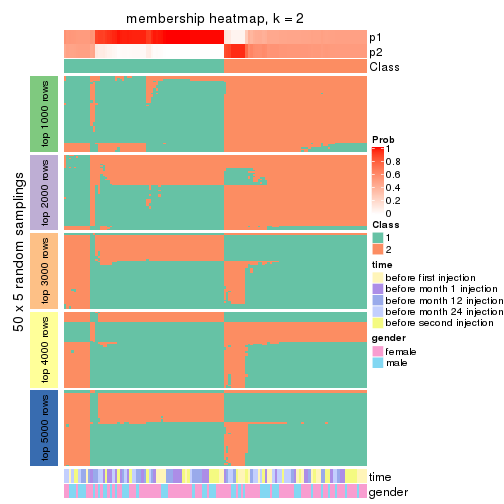 membership heatmap, k = 2
p1
p2
Class
50 x 5 random samplings
top 1000 rows
top 2000 rows
top 3000 rows
top 4000 rows
top 5000 rows
Prob
1
0.8
0.6
0.4
0.2
0
Class
1
2
time
before first injection
before month 1 injection
before month 12 injection
before month 24 injection
before second injection
gender
female
male
time
gender